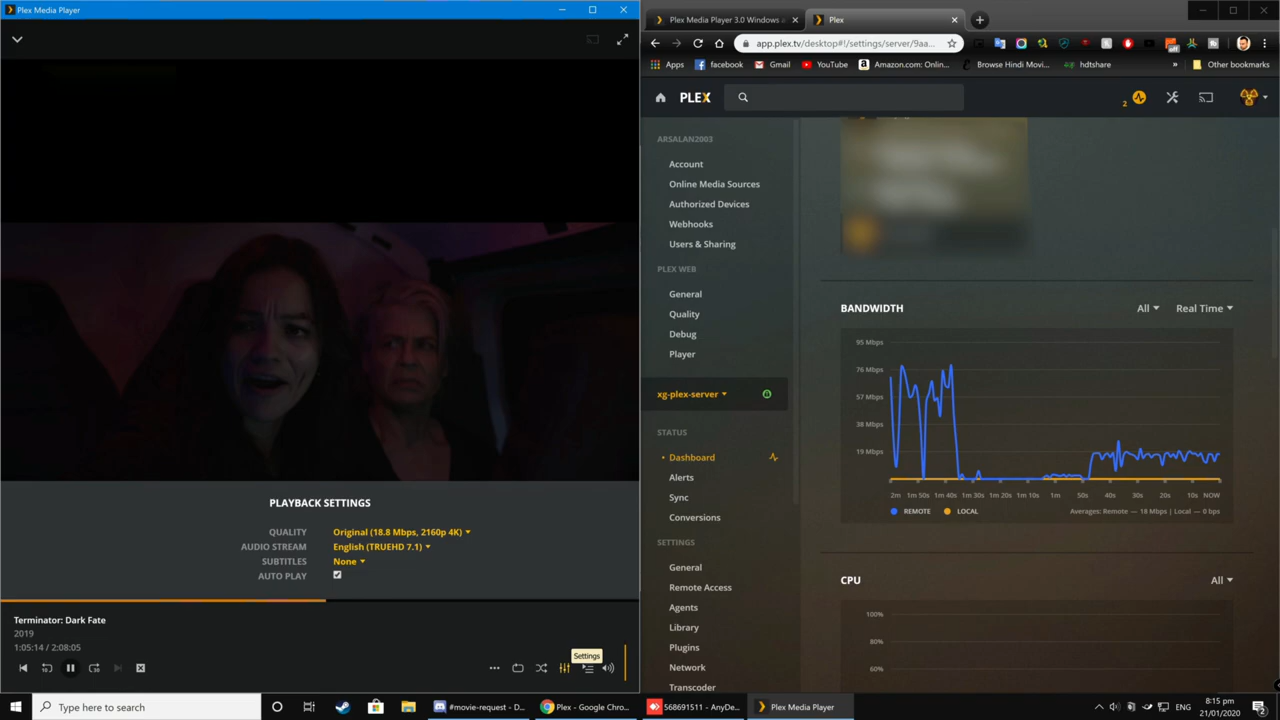 Plex Media Player
PLAYBACK SETTINGS
QUALITY Original (18.8 Mbps, 2160p 4K)
AUDIO STREAM English (TRUEHD 7.1)
SUBTITLES None
AUTO PLAY
Terminator: Dark Fate
2019
1:05:14 / 2:08:05
Settings
Plex Media Player 3.0 Windows a
Plex
app.plex.tv/desktop#!/settings/server/9aa...
Apps
facebook
Gmail
YouTube
Amazon.com: Onlin...
Browse Hindi Movi...
hdtshare
»
Other bookmarks
PLEX
2
ARSALAN2003
Account
Online Media Sources
Authorized Devices
Webhooks
Users & Sharing
PLEX WEB
General
Quality
Debug
Player
xg-plex-server
STATUS
• Dashboard
Alerts
Sync
Conversions
SETTINGS
General
Remote Access
Agents
Library
Plugins
Network
Transcoder
BANDWIDTH
All
Real Time
95 Mbps
76 Mbps
57 Mbps
38 Mbps
19 Mbps
2m 1m 50s 1m 40s 1m 30s 1m 20s 1m 10s 1m 50s 40s 30s 20s 10s NOW
REMOTE
LOCAL
Averages: Remote — 18 Mbps | Local — 0 bps
CPU
All
100%
80%
60%
Type here to search
#movie-request - D...
Plex - Google Chro...
568691511 - AnyDe...
Plex Media Player
ENG
8:15 pm
21/01/2020
2